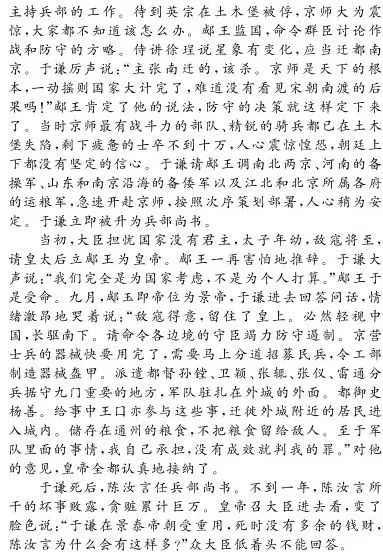 主持兵部的工作。待到英宗在土木堡被俘，京师大为震
惊，大家都不知道该怎么办。郕王监国，命令群臣讨论作
战和防守的方略。侍讲徐珵说星象有变化，应当迁都南
京。于谦厉声说：“主张南迁的，该杀。京师是天下的根
本，一动摇则国家大计完了，难道没有看见宋朝南渡的后
果吗！”郕王肯定了他的说法，防守的决策就这样定下来
了。当时京师最有战斗力的部队、精锐的骑兵都已在土木
堡失陷，剩下疲惫的士卒不到十万，人心震惊惶恐，朝廷上
下都没有坚定的信心。于谦请郕王调南北两京、河南的备
操军、山东和南京沿海的备倭军以及江北和北京所属各府
的运粮军，急速开赴京师，按照次序策划部署，人心稍为安
定。于谦立即被升为兵部尚书。
当初，大臣担忧国家没有君主，太子年幼，敌寇将至，
请皇太后立郕王为皇帝。郕王一再害怕地推辞。于谦大
声说：“我们完全是为国家考虑，不是为个人打算。”郕王于
是受命。九月，郕王即帝位为景帝，于谦进去回答问话，情
绪激昂地哭着说：“敌寇得意，留住了皇上。必然轻视中
国，长驱南下。请命令各边境的守臣竭力防守遏制。京营
士兵的器械快要用完了，需要马上分道招募民兵，令工部
制造器械盔甲。派遣都督孙镗、卫颖、张𫐄、张仪、雷通分
兵据守九门重要的地方，军队驻扎在外城的外面。都御史
杨善。给事中王口亦参与这些事，迁徙外城附近的居民进
入城内。储存在通州的粮食，不把粮食留给敌人。至于军
队里面的事情，我自己承担，没有成效就判我的罪。”对他
的意见，皇帝全都认真地接纳了。
于谦死后，陈汝言任兵部尚书。不到一年，陈汝言所
干的坏事败露，贪赃累计巨万。皇帝召大臣进去看，变了
脸色说：“于谦在景泰帝朝受重用，死时没有多余的钱财，
陈汝言为什么会有这样多？”众大臣低着头不能回答。